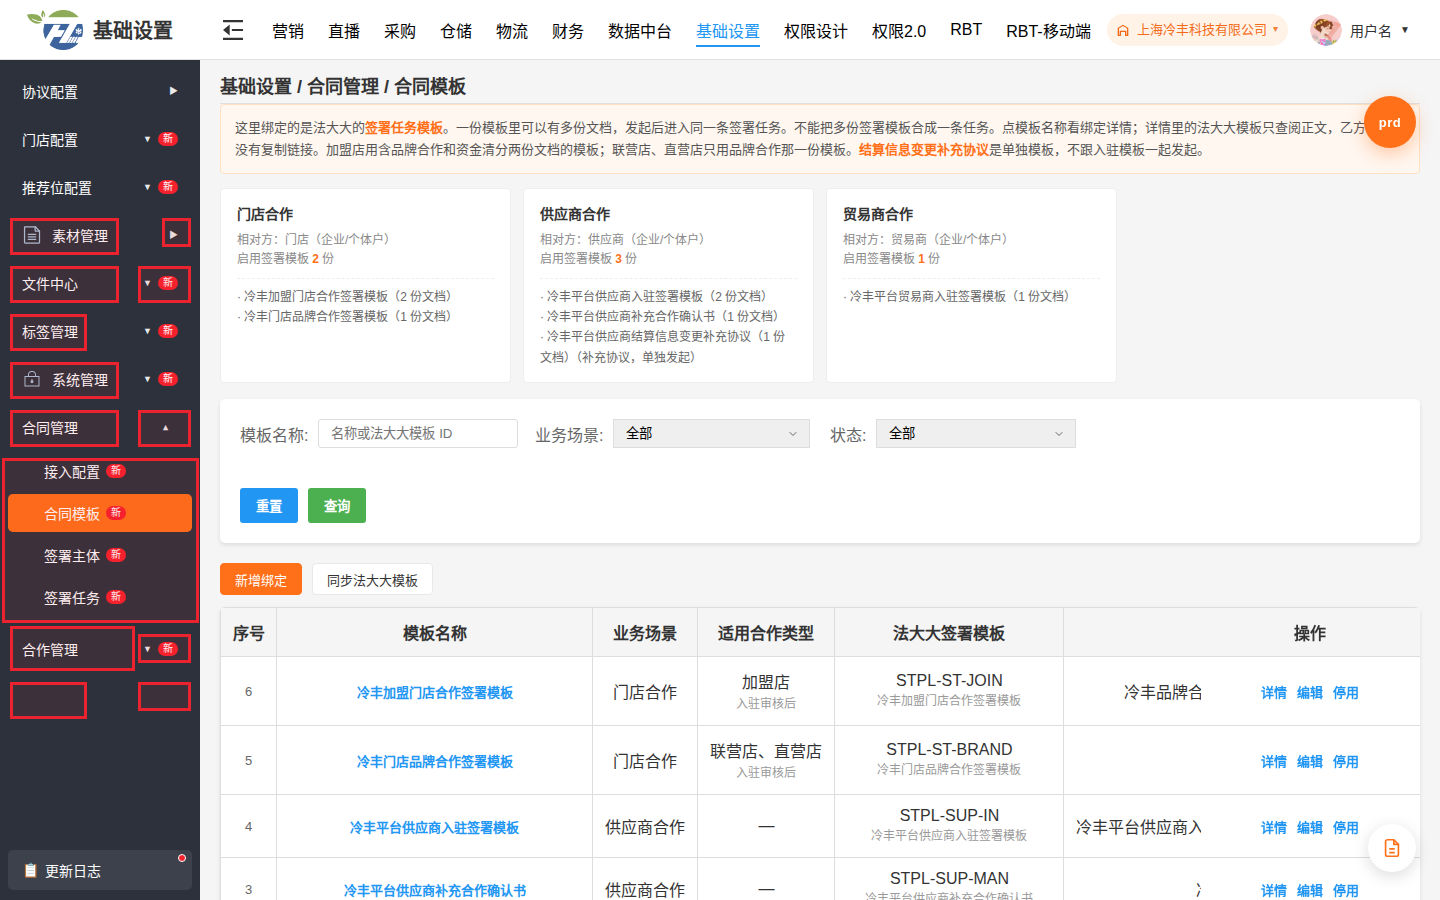 基础设置
营销 直播 采购 仓储 物流 财务 数据中台 基础设置 权限设计 权限2.0 RBT RBT-移动端
上海冷丰科技有限公司
用户名
协议配置
门店配置 新
推荐位配置 新
素材管理
文件中心 新
标签管理 新
系统管理 新
合同管理
接入配置 新
合同模板 新
签署主体 新
签署任务 新
合作管理 新
更新日志
基础设置 / 合同管理 / 合同模板
这里绑定的是法大大的签署任务模板。一份模板里可以有多份文档，发起后进入同一条签署任务。不能把多份签署模板合成一条任务。点模板名称看绑定详情；详情里的法大大模板只查阅正文，乙方
没有复制链接。加盟店用含品牌合作和资金清分两份文档的模板；联营店、直营店只用品牌合作那一份模板。结算信息变更补充协议是单独模板，不跟入驻模板一起发起。
prd
门店合作
相对方：门店（企业/个体户）
启用签署模板 2 份
· 冷丰加盟门店合作签署模板（2 份文档）
· 冷丰门店品牌合作签署模板（1 份文档）
供应商合作
相对方：供应商（企业/个体户）
启用签署模板 3 份
· 冷丰平台供应商入驻签署模板（2 份文档）
· 冷丰平台供应商补充合作确认书（1 份文档）
· 冷丰平台供应商结算信息变更补充协议（1 份
文档）（补充协议，单独发起）
贸易商合作
相对方：贸易商（企业/个体户）
启用签署模板 1 份
· 冷丰平台贸易商入驻签署模板（1 份文档）
模板名称: 名称或法大大模板 ID 业务场景: 全部 状态: 全部
重置 查询
新增绑定 同步法大大模板
序号 模板名称 业务场景 适用合作类型 法大大签署模板 操作
6 冷丰加盟门店合作签署模板 门店合作 加盟店 STPL-ST-JOIN 冷丰品牌合 详情 编辑 停用
入驻审核后 冷丰加盟门店合作签署模板
5 冷丰门店品牌合作签署模板 门店合作 联营店、直营店 STPL-ST-BRAND 详情 编辑 停用
入驻审核后 冷丰门店品牌合作签署模板
4 冷丰平台供应商入驻签署模板 供应商合作 — STPL-SUP-IN 冷丰平台供应商入 详情 编辑 停用
冷丰平台供应商入驻签署模板
3 冷丰平台供应商补充合作确认书 供应商合作 — STPL-SUP-MAN 详情 编辑 停用
冷丰平台供应商补充合作确认书